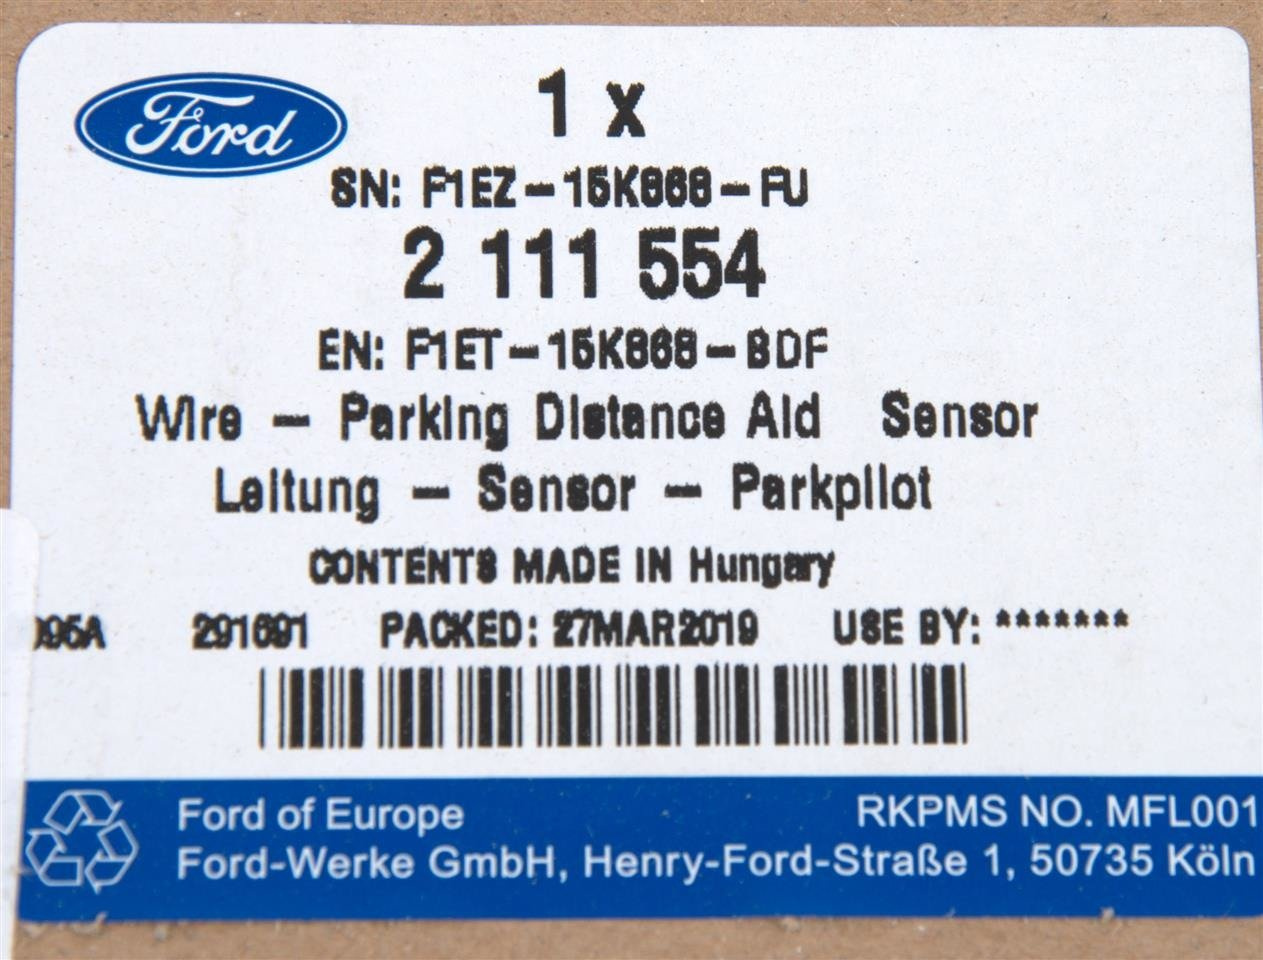 Ford
1 x
SN: F1EZ-15K868-FU
2 111 554
EN: F1ET-15K868-BDF
Wire - Parking Distance Aid Sensor
Leitung - Sensor - Parkpilot
CONTENTS MADE IN Hungary
095A 291691 PACKED: 27MAR2019 USE BY: *******
Ford of Europe RKPMS NO. MFL001
Ford-Werke GmbH, Henry-Ford-Straße 1, 50735 Köln